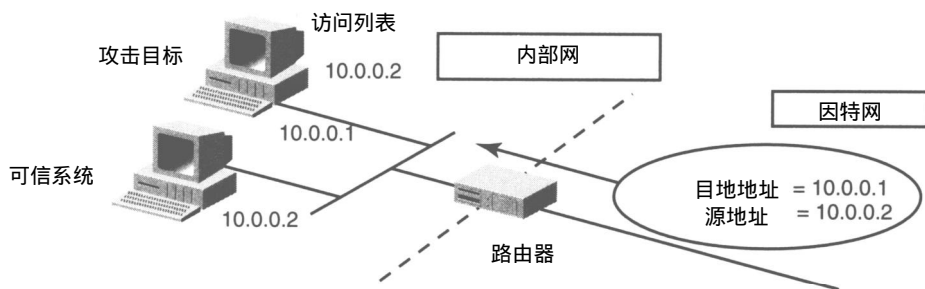 访问列表
攻击目标
10.0.0.2
内部网
10.0.0.1
因特网
可信系统
10.0.0.2
目地地址 = 10.0.0.1
源地址 = 10.0.0.2
路由器